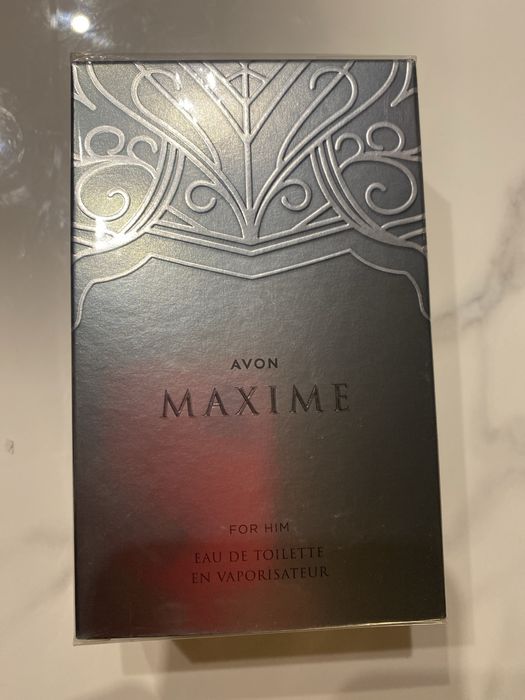 AVON
MAXIME
FOR HIM
EAU DE TOILETTE
EN VAPORISATEUR